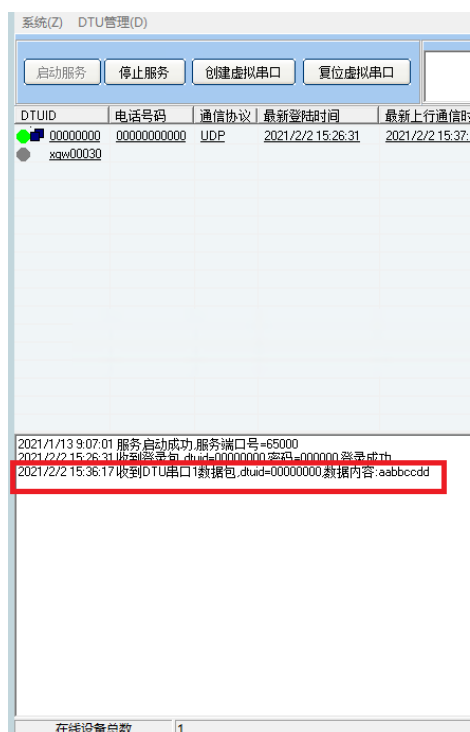 系统(Z) DTU管理(D)
启动服务 停止服务 创建虚拟串口 复位虚拟串口
DTUID 电话号码 通信协议 最新登陆时间 最新上行通信时
00000000 00000000000 UDP 2021/2/2 15:26:31 2021/2/2 15:37:
xqw00030
2021/1/13 9:07:01 服务启动成功,服务端口号=65000
2021/2/2 15:26:31 收到登录包,dtuid=00000000,密码=000000,登录成功
2021/2/2 15:36:17 收到DTU串口1数据包,dtuid=00000000,数据内容:aabbccdd
在线设备总数 1